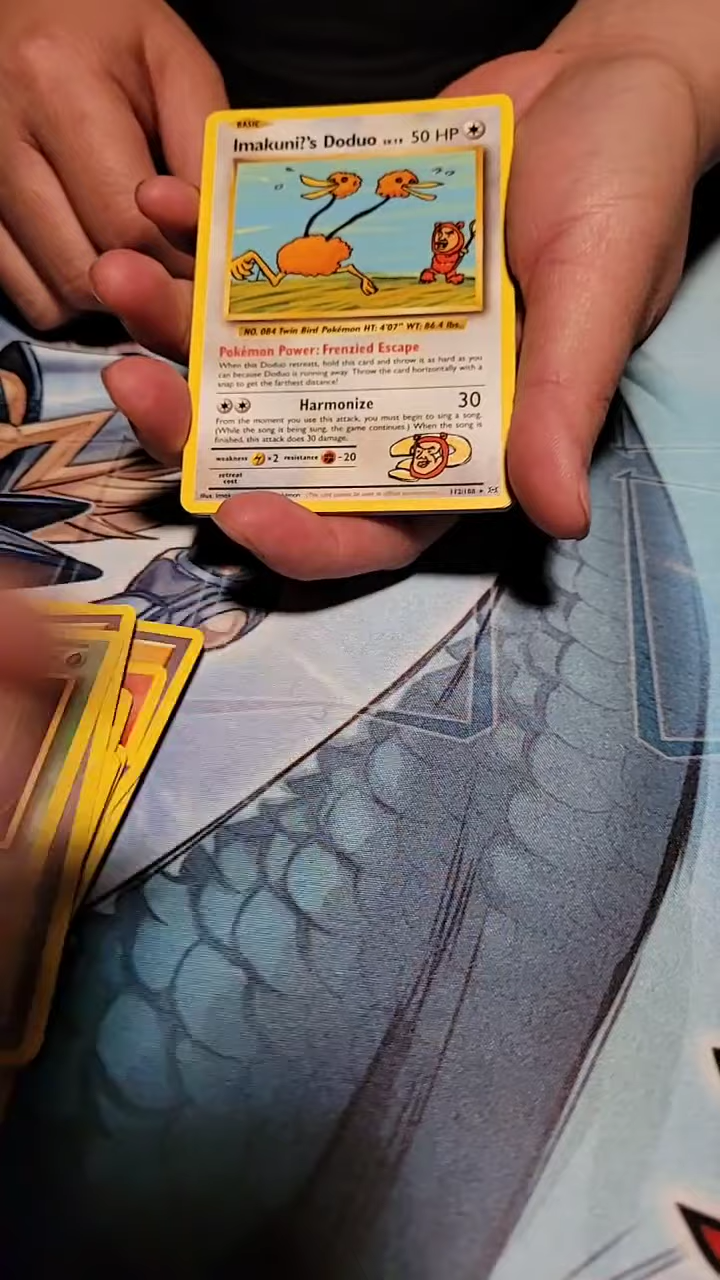 BASIC
Imakuni?'s Doduo 50 HP
NO. 084 Twin Bird Pokémon HT: 4'07" WT: 86.4 lbs.
Pokémon Power: Frenzied Escape
When this Doduo retreats, hold this card and throw it as hard as you
can because Doduo is running away. Throw the card horizontally with a
snap to get the farthest distance!
Harmonize 30
From the moment you use this attack, you must begin to sing a song.
(While the song is being sung, the game continues.) When the song is
finished, this attack does 30 damage.
weakness ×2 resistance -20
retreat
cost
112/108